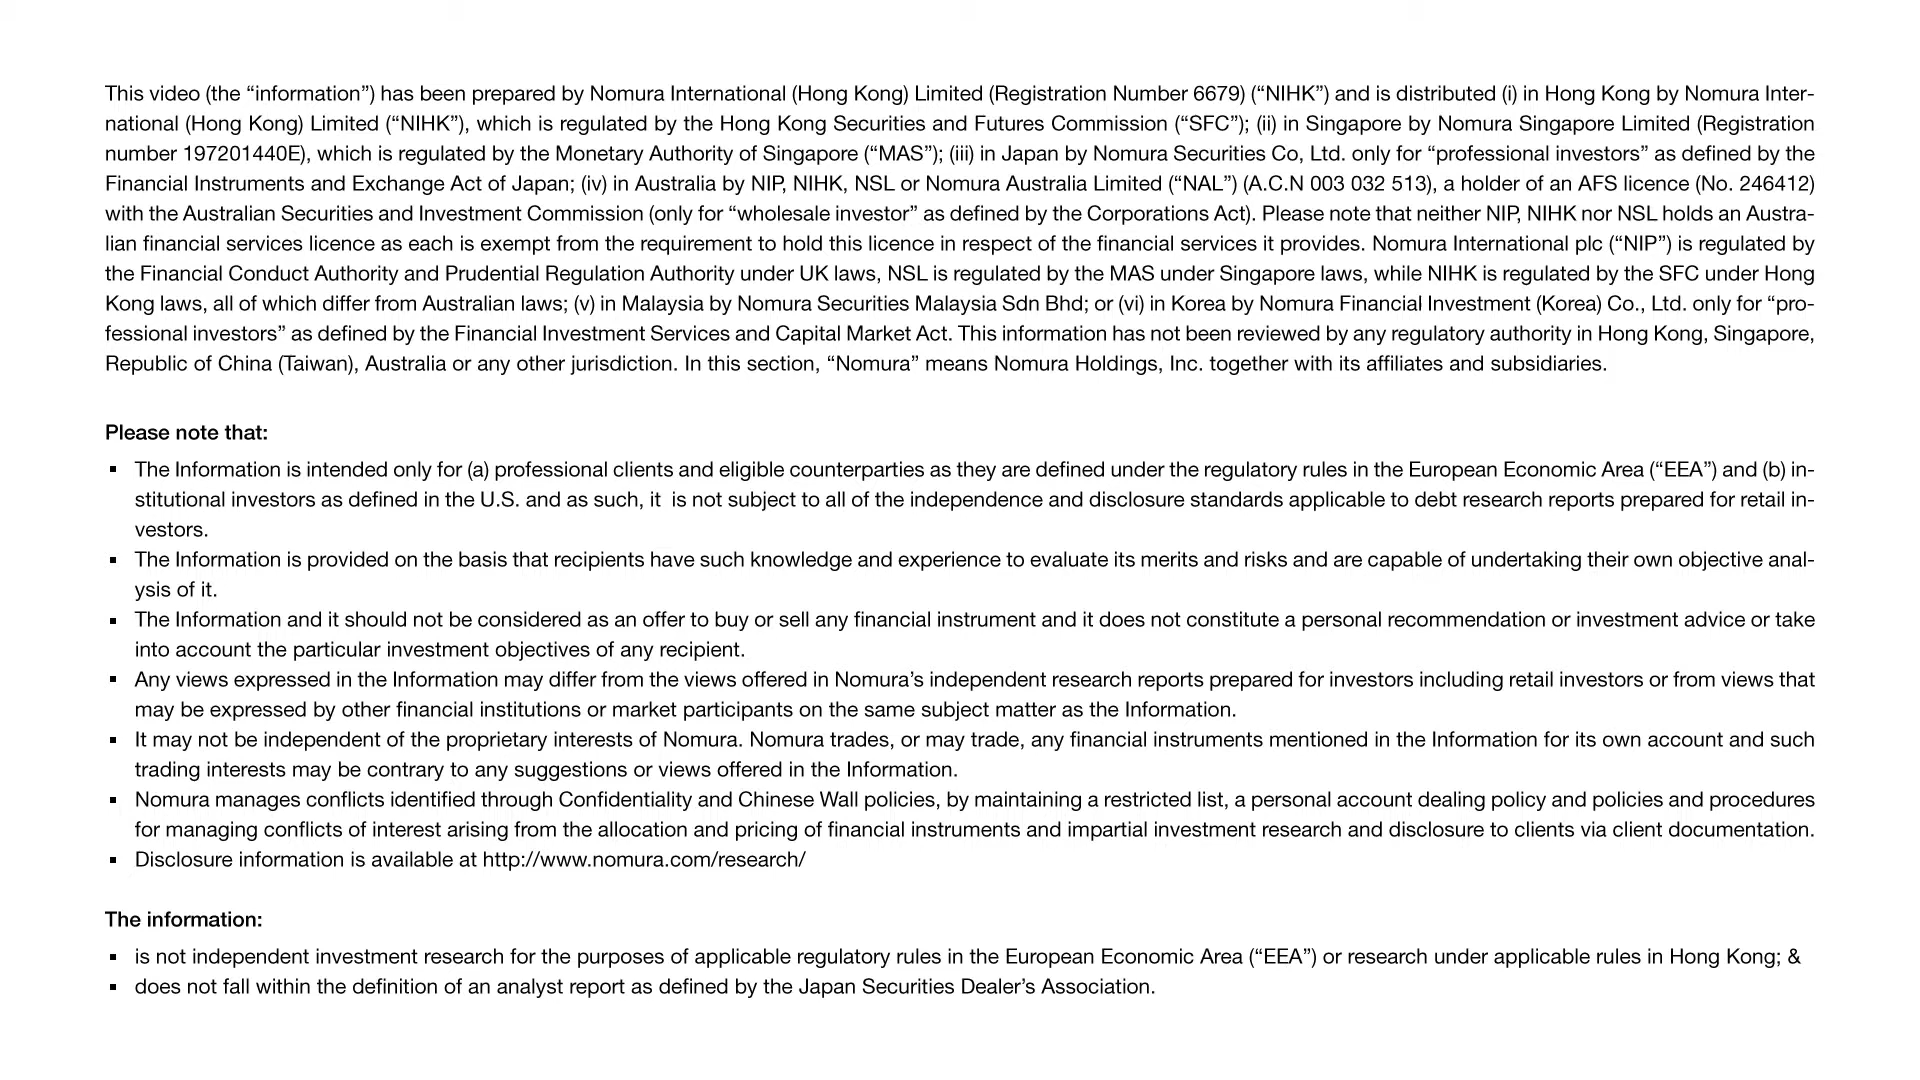 This video (the “information”) has been prepared by Nomura International (Hong Kong) Limited (Registration Number 6679) (“NIHK”) and is distributed (i) in Hong Kong by Nomura Inter-
national (Hong Kong) Limited (“NIHK”), which is regulated by the Hong Kong Securities and Futures Commission (“SFC”); (ii) in Singapore by Nomura Singapore Limited (Registration
number 197201440E), which is regulated by the Monetary Authority of Singapore (“MAS”); (iii) in Japan by Nomura Securities Co, Ltd. only for “professional investors” as defined by the
Financial Instruments and Exchange Act of Japan; (iv) in Australia by NIP, NIHK, NSL or Nomura Australia Limited (“NAL”) (A.C.N 003 032 513), a holder of an AFS licence (No. 246412)
with the Australian Securities and Investment Commission (only for “wholesale investor” as defined by the Corporations Act). Please note that neither NIP, NIHK nor NSL holds an Austra-
lian financial services licence as each is exempt from the requirement to hold this licence in respect of the financial services it provides. Nomura International plc (“NIP”) is regulated by
the Financial Conduct Authority and Prudential Regulation Authority under UK laws, NSL is regulated by the MAS under Singapore laws, while NIHK is regulated by the SFC under Hong
Kong laws, all of which differ from Australian laws; (v) in Malaysia by Nomura Securities Malaysia Sdn Bhd; or (vi) in Korea by Nomura Financial Investment (Korea) Co., Ltd. only for “pro-
fessional investors” as defined by the Financial Investment Services and Capital Market Act. This information has not been reviewed by any regulatory authority in Hong Kong, Singapore,
Republic of China (Taiwan), Australia or any other jurisdiction. In this section, “Nomura” means Nomura Holdings, Inc. together with its affiliates and subsidiaries.
Please note that:
▪ The Information is intended only for (a) professional clients and eligible counterparties as they are defined under the regulatory rules in the European Economic Area (“EEA”) and (b) in-
stitutional investors as defined in the U.S. and as such, it  is not subject to all of the independence and disclosure standards applicable to debt research reports prepared for retail in-
vestors.
▪ The Information is provided on the basis that recipients have such knowledge and experience to evaluate its merits and risks and are capable of undertaking their own objective anal-
ysis of it.
▪ The Information and it should not be considered as an offer to buy or sell any financial instrument and it does not constitute a personal recommendation or investment advice or take
into account the particular investment objectives of any recipient.
▪ Any views expressed in the Information may differ from the views offered in Nomura’s independent research reports prepared for investors including retail investors or from views that
may be expressed by other financial institutions or market participants on the same subject matter as the Information.
▪ It may not be independent of the proprietary interests of Nomura. Nomura trades, or may trade, any financial instruments mentioned in the Information for its own account and such
trading interests may be contrary to any suggestions or views offered in the Information.
▪ Nomura manages conflicts identified through Confidentiality and Chinese Wall policies, by maintaining a restricted list, a personal account dealing policy and policies and procedures
for managing conflicts of interest arising from the allocation and pricing of financial instruments and impartial investment research and disclosure to clients via client documentation.
▪ Disclosure information is available at http://www.nomura.com/research/
The information:
▪ is not independent investment research for the purposes of applicable regulatory rules in the European Economic Area (“EEA”) or research under applicable rules in Hong Kong; &
▪ does not fall within the definition of an analyst report as defined by the Japan Securities Dealer’s Association.